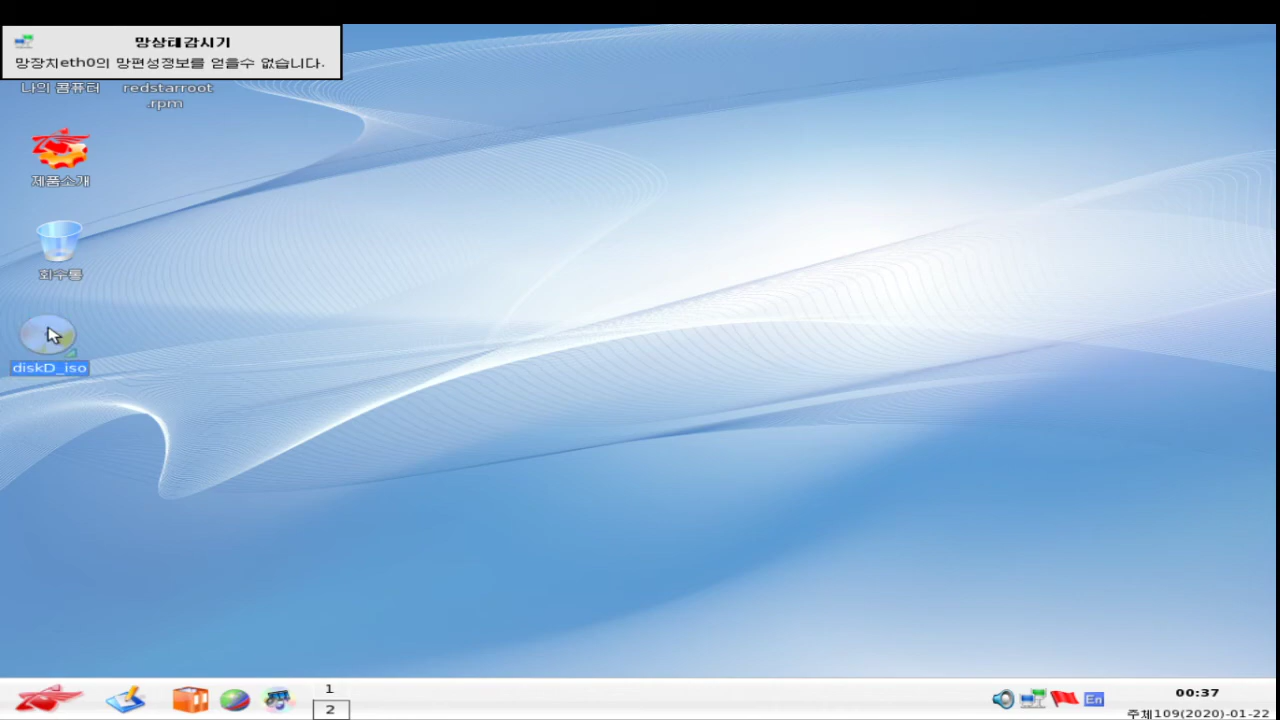 망상태감시기
망장치eth0의 망편성정보를 얻을수 없습니다.
나의 콤퓨터
redstarroot
.rpm
제품소개
회수통
diskD_iso
1
2
En
00:37
주체109(2020)-01-22